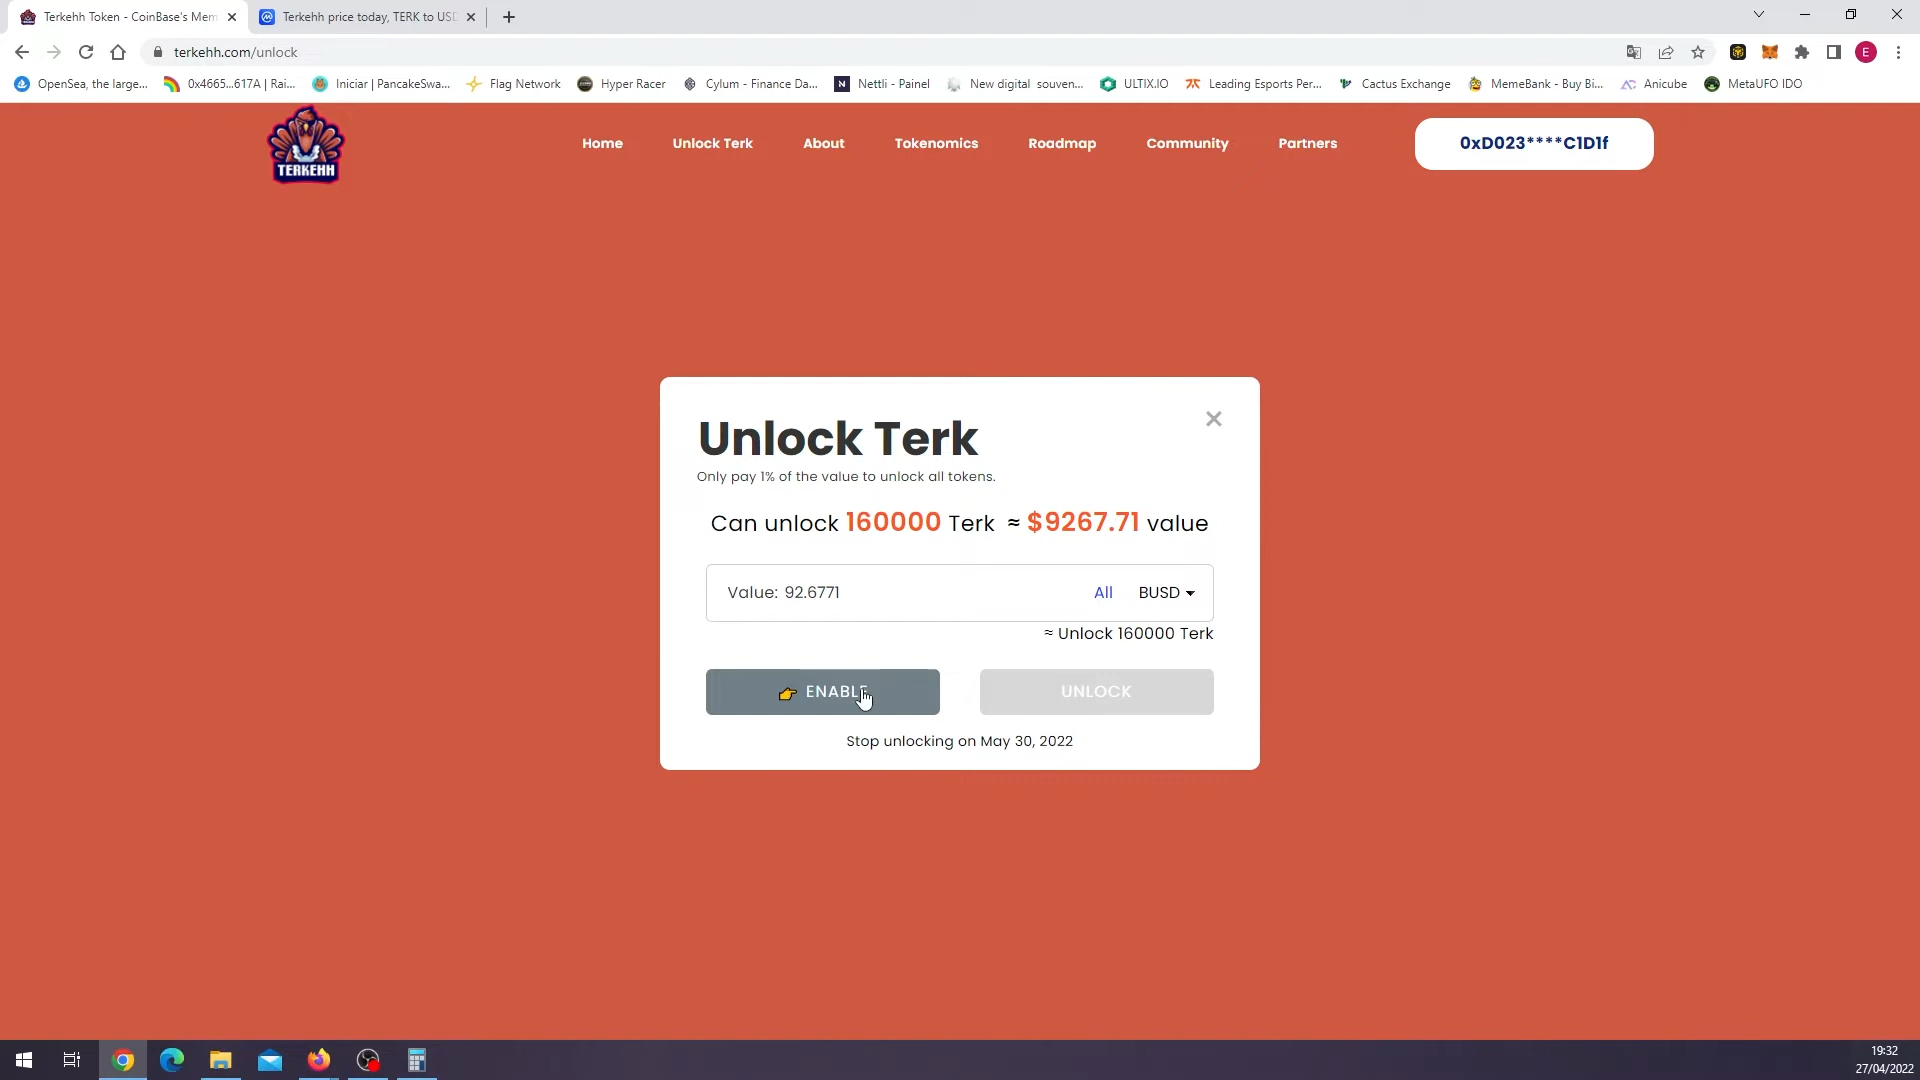 Terkehh Token - CoinBase's Mem
Terkehh price today, TERK to USD
terkehh.com/unlock
E
OpenSea, the large...
0x4665...617A | Rai...
Iniciar | PancakeSwa...
Flag Network
Hyper Racer
Cylum - Finance Da...
Nettli - Painel
New digital souven...
ULTIX.IO
Leading Esports Per...
Cactus Exchange
MemeBank - Buy Bi...
Anicube
MetaUFO IDO
TERKEHH
Home
Unlock Terk
About
Tokenomics
Roadmap
Community
Partners
0xD023****C1D1f
Unlock Terk
Only pay 1% of the value to unlock all tokens.
Can unlock 160000 Terk ≈ $9267.71 value
Value: 92.6771
All
BUSD
≈ Unlock 160000 Terk
👉 ENABLE
UNLOCK
Stop unlocking on May 30, 2022
19:32
27/04/2022